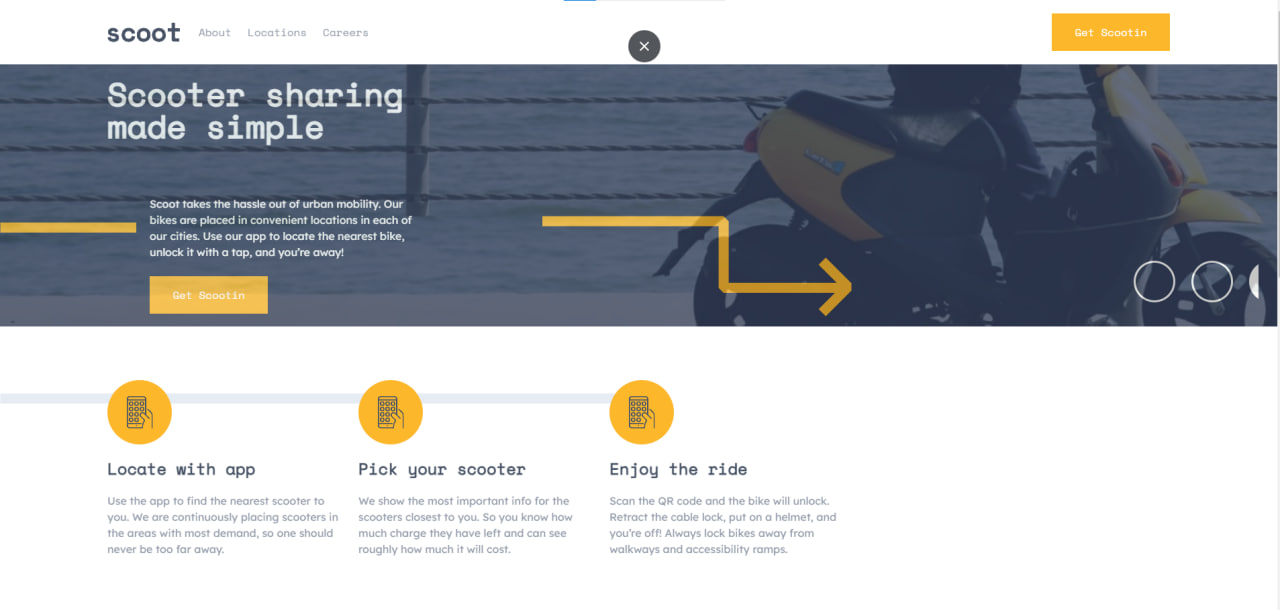 scoot About Locations Careers Get Scootin
Scooter sharing
made simple
Scoot takes the hassle out of urban mobility. Our
bikes are placed in convenient locations in each of
our cities. Use our app to locate the nearest bike,
unlock it with a tap, and you’re away!
Get Scootin
Locate with app
Use the app to find the nearest scooter to
you. We are continuously placing scooters in
the areas with most demand, so one should
never be too far away.
Pick your scooter
We show the most important info for the
scooters closest to you. So you know how
much charge they have left and can see
roughly how much it will cost.
Enjoy the ride
Scan the QR code and the bike will unlock.
Retract the cable lock, put on a helmet, and
you’re off! Always lock bikes away from
walkways and accessibility ramps.